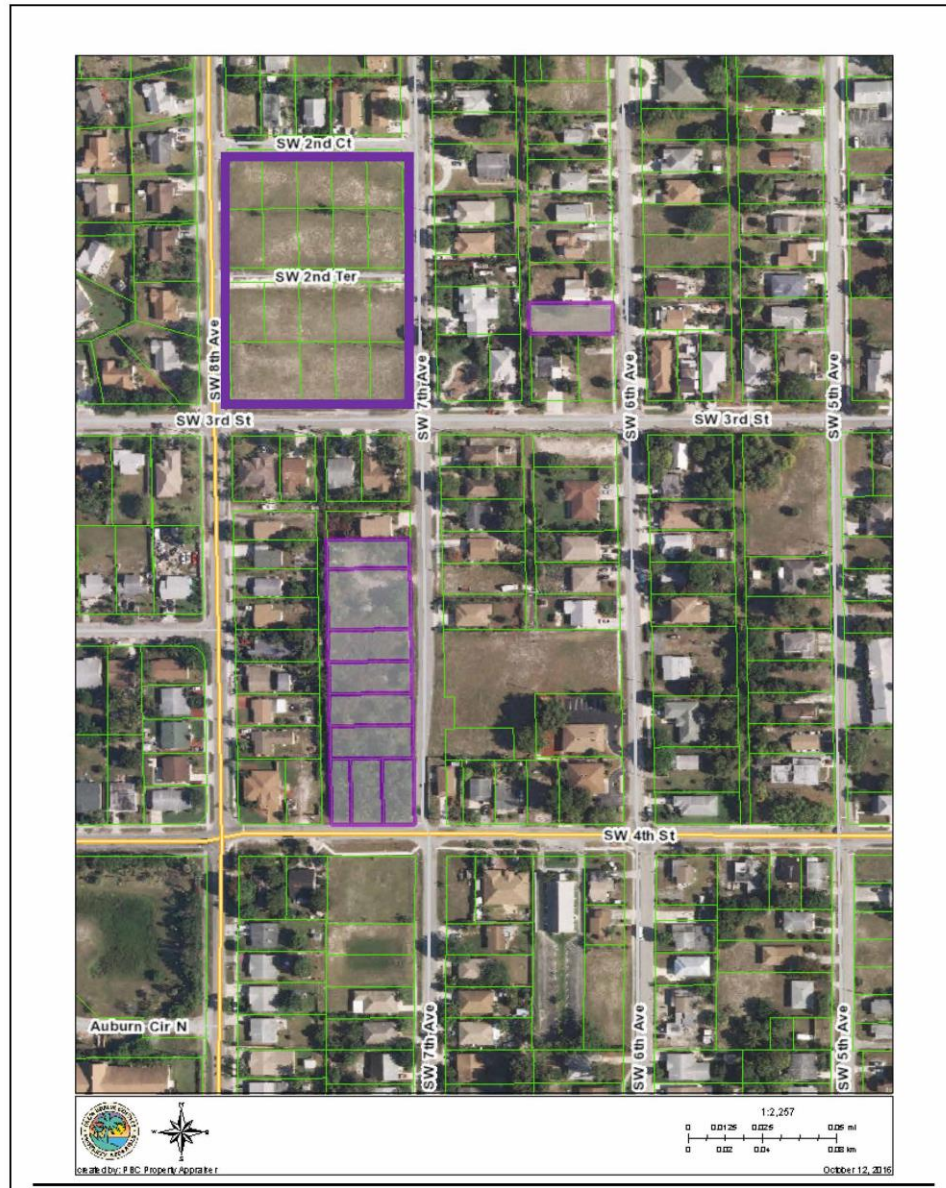 SW 2nd Ct
SW 2nd Ter
SW 8th Ave
SW 7th Ave
SW 6th Ave
SW 5th Ave
SW 3rd St
SW 3rd St
SW 4th St
Auburn Cir N
SW 7th Ave
SW 6th Ave
SW 5th Ave
1:2,257
0 0.0125 0.025 0.05 mi
0 0.02 0.04 0.08 km
created by: PBC Property Appraiser
October 12, 2016